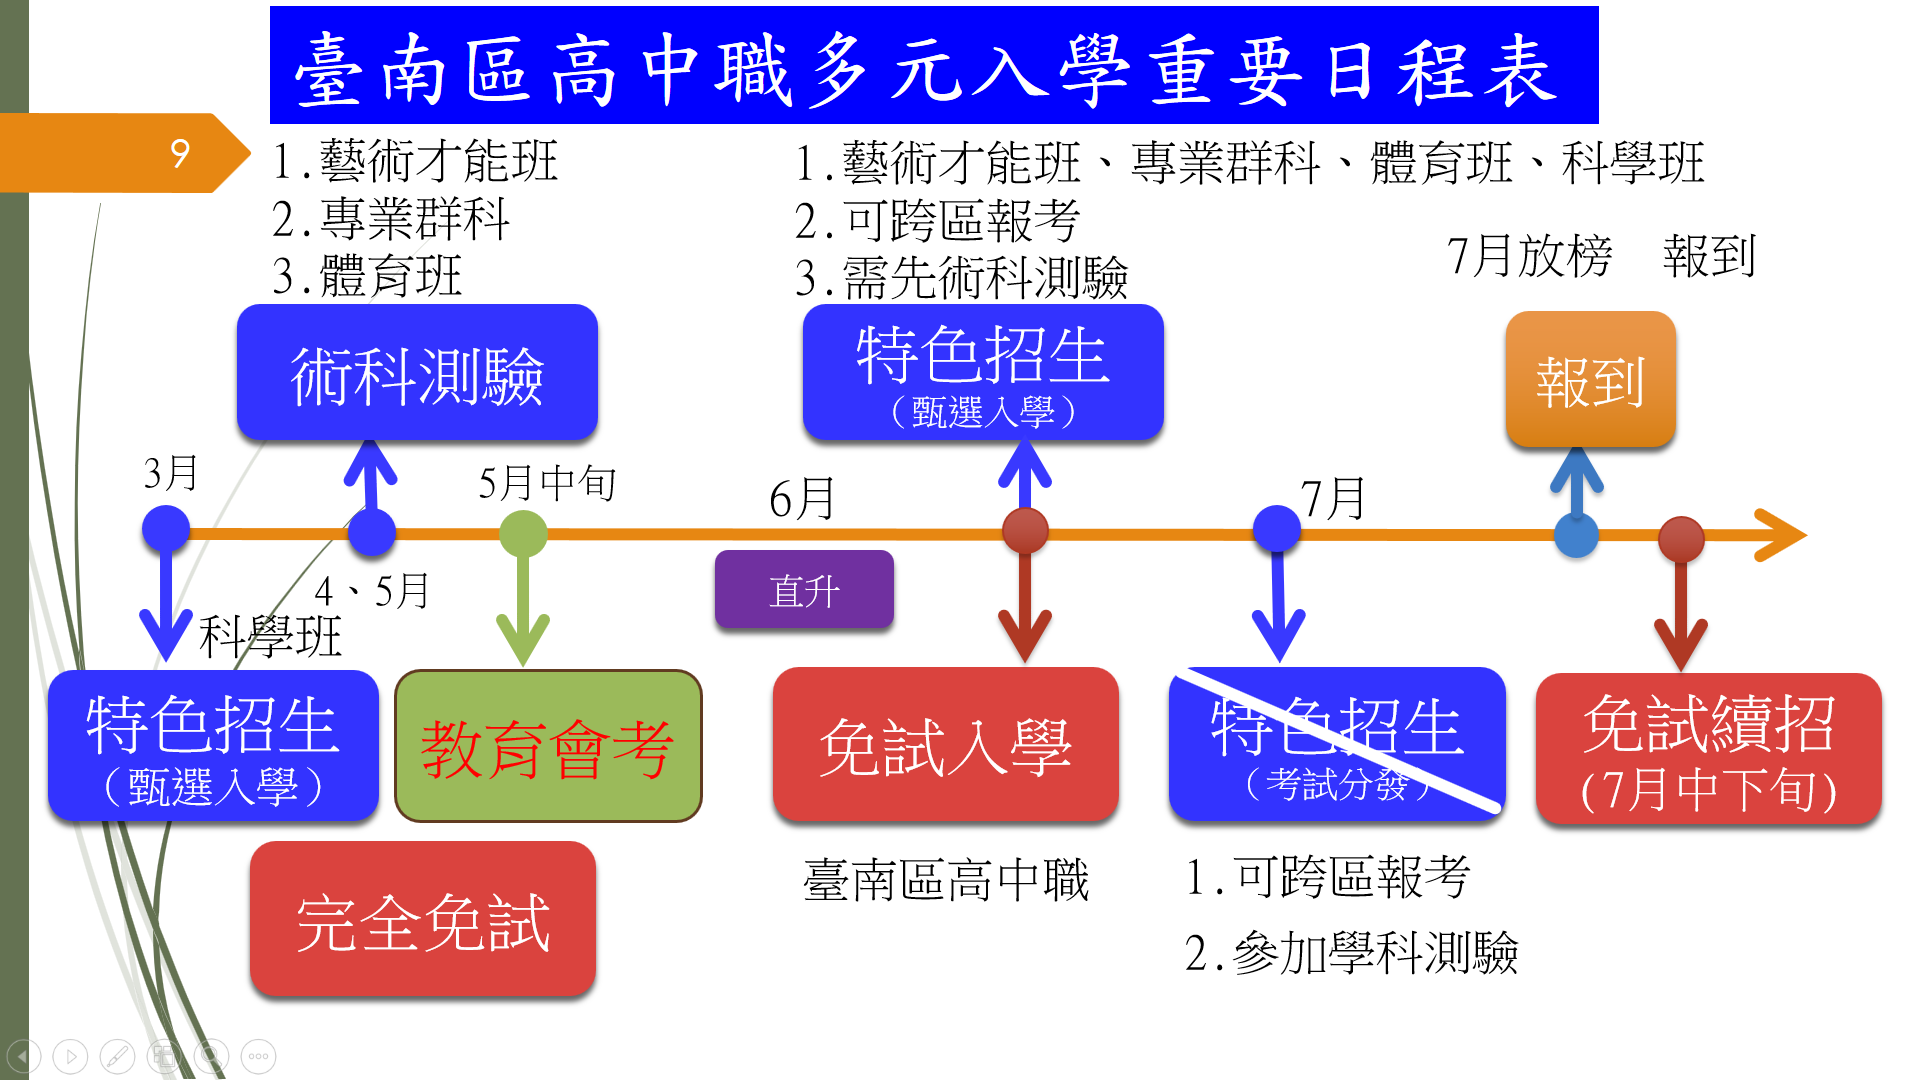 臺南區高中職多元入學重要日程表
9
1.藝術才能班
2.專業群科
3.體育班
1.藝術才能班、專業群科、體育班、科學班
2.可跨區報考
3.需先術科測驗
7月放榜　報到
術科測驗
特色招生
（甄選入學）
報到
3月
5月中旬
6月
7月
4、5月
直升
科學班
特色招生
（甄選入學）
教育會考
免試入學
特色招生
（考試分發）
免試續招
(7月中下旬)
完全免試
臺南區高中職
1.可跨區報考
2.參加學科測驗